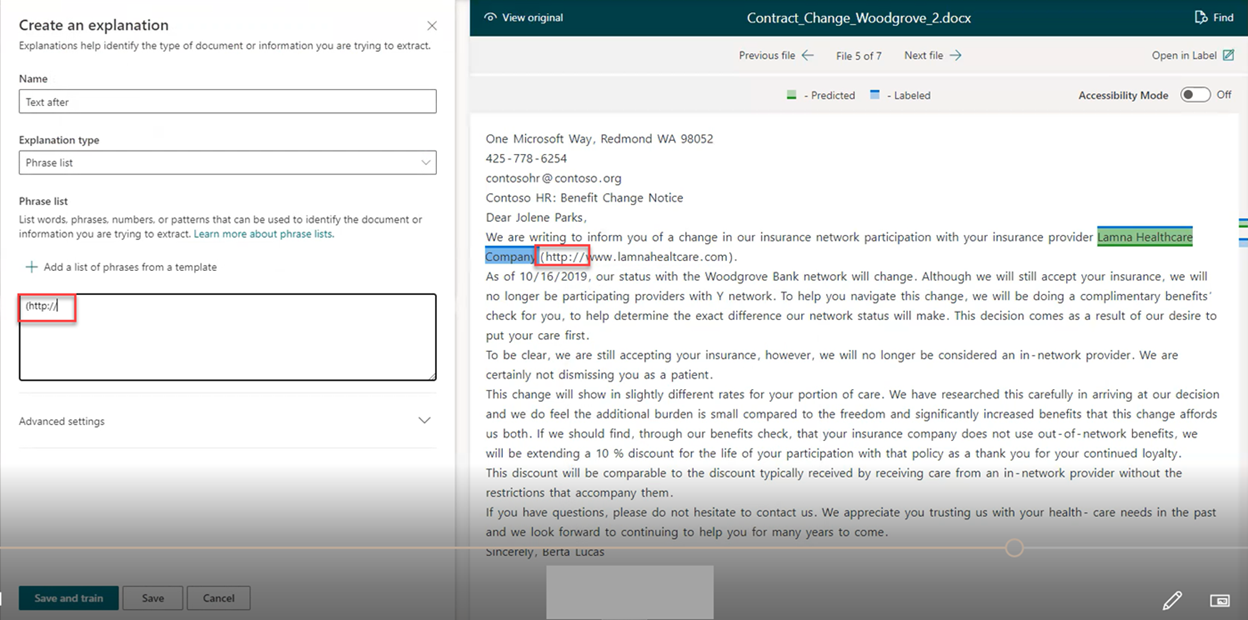 Create an explanation
Explanations help identify the type of document or information you are trying to extract.
Name
Text after
Explanation type
Phrase list
Phrase list
List words, phrases, numbers, or patterns that can be used to identify the document or
information you are trying to extract. Learn more about phrase lists.
Add a list of phrases from a template
(http://
Advanced settings
Save and train
Save
Cancel
View original
Contract_Change_Woodgrove_2.docx
Find
Previous file
File 5 of 7
Next file
Open in Label
- Predicted
- Labeled
Accessibility Mode
Off
One Microsoft Way, Redmond WA 98052
425-778-6254
contosohr@contoso.org
Contoso HR: Benefit Change Notice
Dear Jolene Parks,
We are writing to inform you of a change in our insurance network participation with your insurance provider Lamna Healthcare
Company (http://www.lamnahealtcare.com).
As of 10/16/2019, our status with the Woodgrove Bank network will change. Although we will still accept your insurance, we will
no longer be participating providers with Y network. To help you navigate this change, we will be doing a complimentary benefits'
check for you, to help determine the exact difference our network status will make. This decision comes as a result of our desire to
put your care first.
To be clear, we are still accepting your insurance, however, we will no longer be considered an in-network provider. We are
certainly not dismissing you as a patient.
This change will show in slightly different rates for your portion of care. We have researched this carefully in arriving at our decision
and we do feel the additional burden is small compared to the freedom and significantly increased benefits that this change affords
us both. If we should find, through our benefits check, that your insurance company does not use out-of-network benefits, we
will be extending a 10 % discount for the life of your participation with that policy as a thank you for your continued loyalty.
This discount will be comparable to the discount typically received by receiving care from an in-network provider without the
restrictions that accompany them.
If you have questions, please do not hesitate to contact us. We appreciate you trusting us with your health- care needs in the past
and we look forward to continuing to help you for many years to come.
Sincerely, Berta Lucas